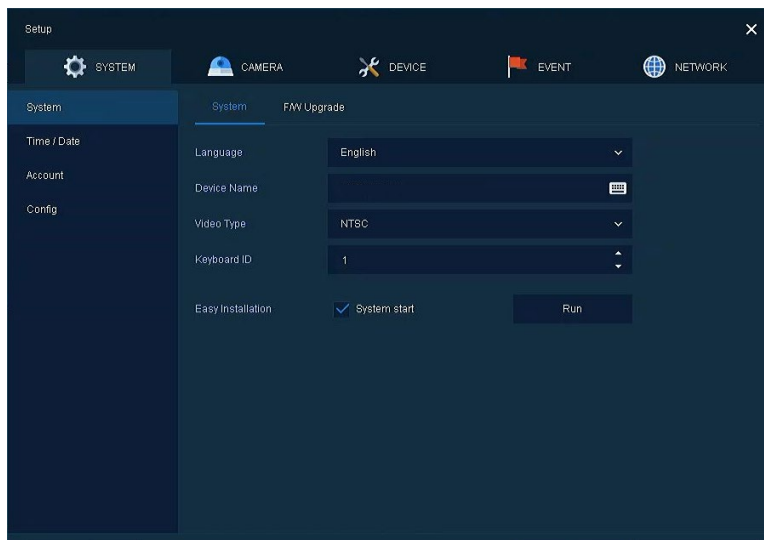 Setup
SYSTEM CAMERA DEVICE EVENT NETWORK
System System F/W Upgrade
Time / Date
Account
Config
Language English
Device Name
Video Type NTSC
Keyboard ID 1
Easy Installation System start Run